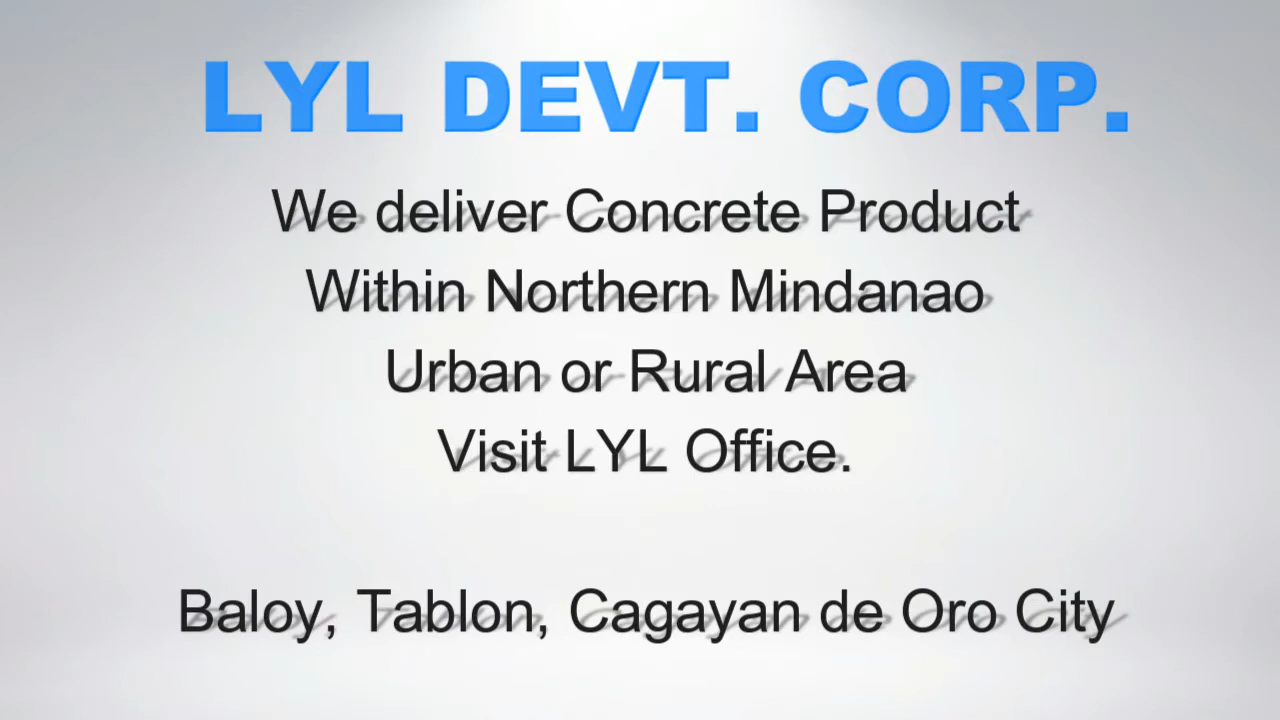 LYL DEVT. CORP.
We deliver Concrete Product
Within Northern Mindanao
Urban or Rural Area
Visit LYL Office.
Baloy, Tablon, Cagayan de Oro City